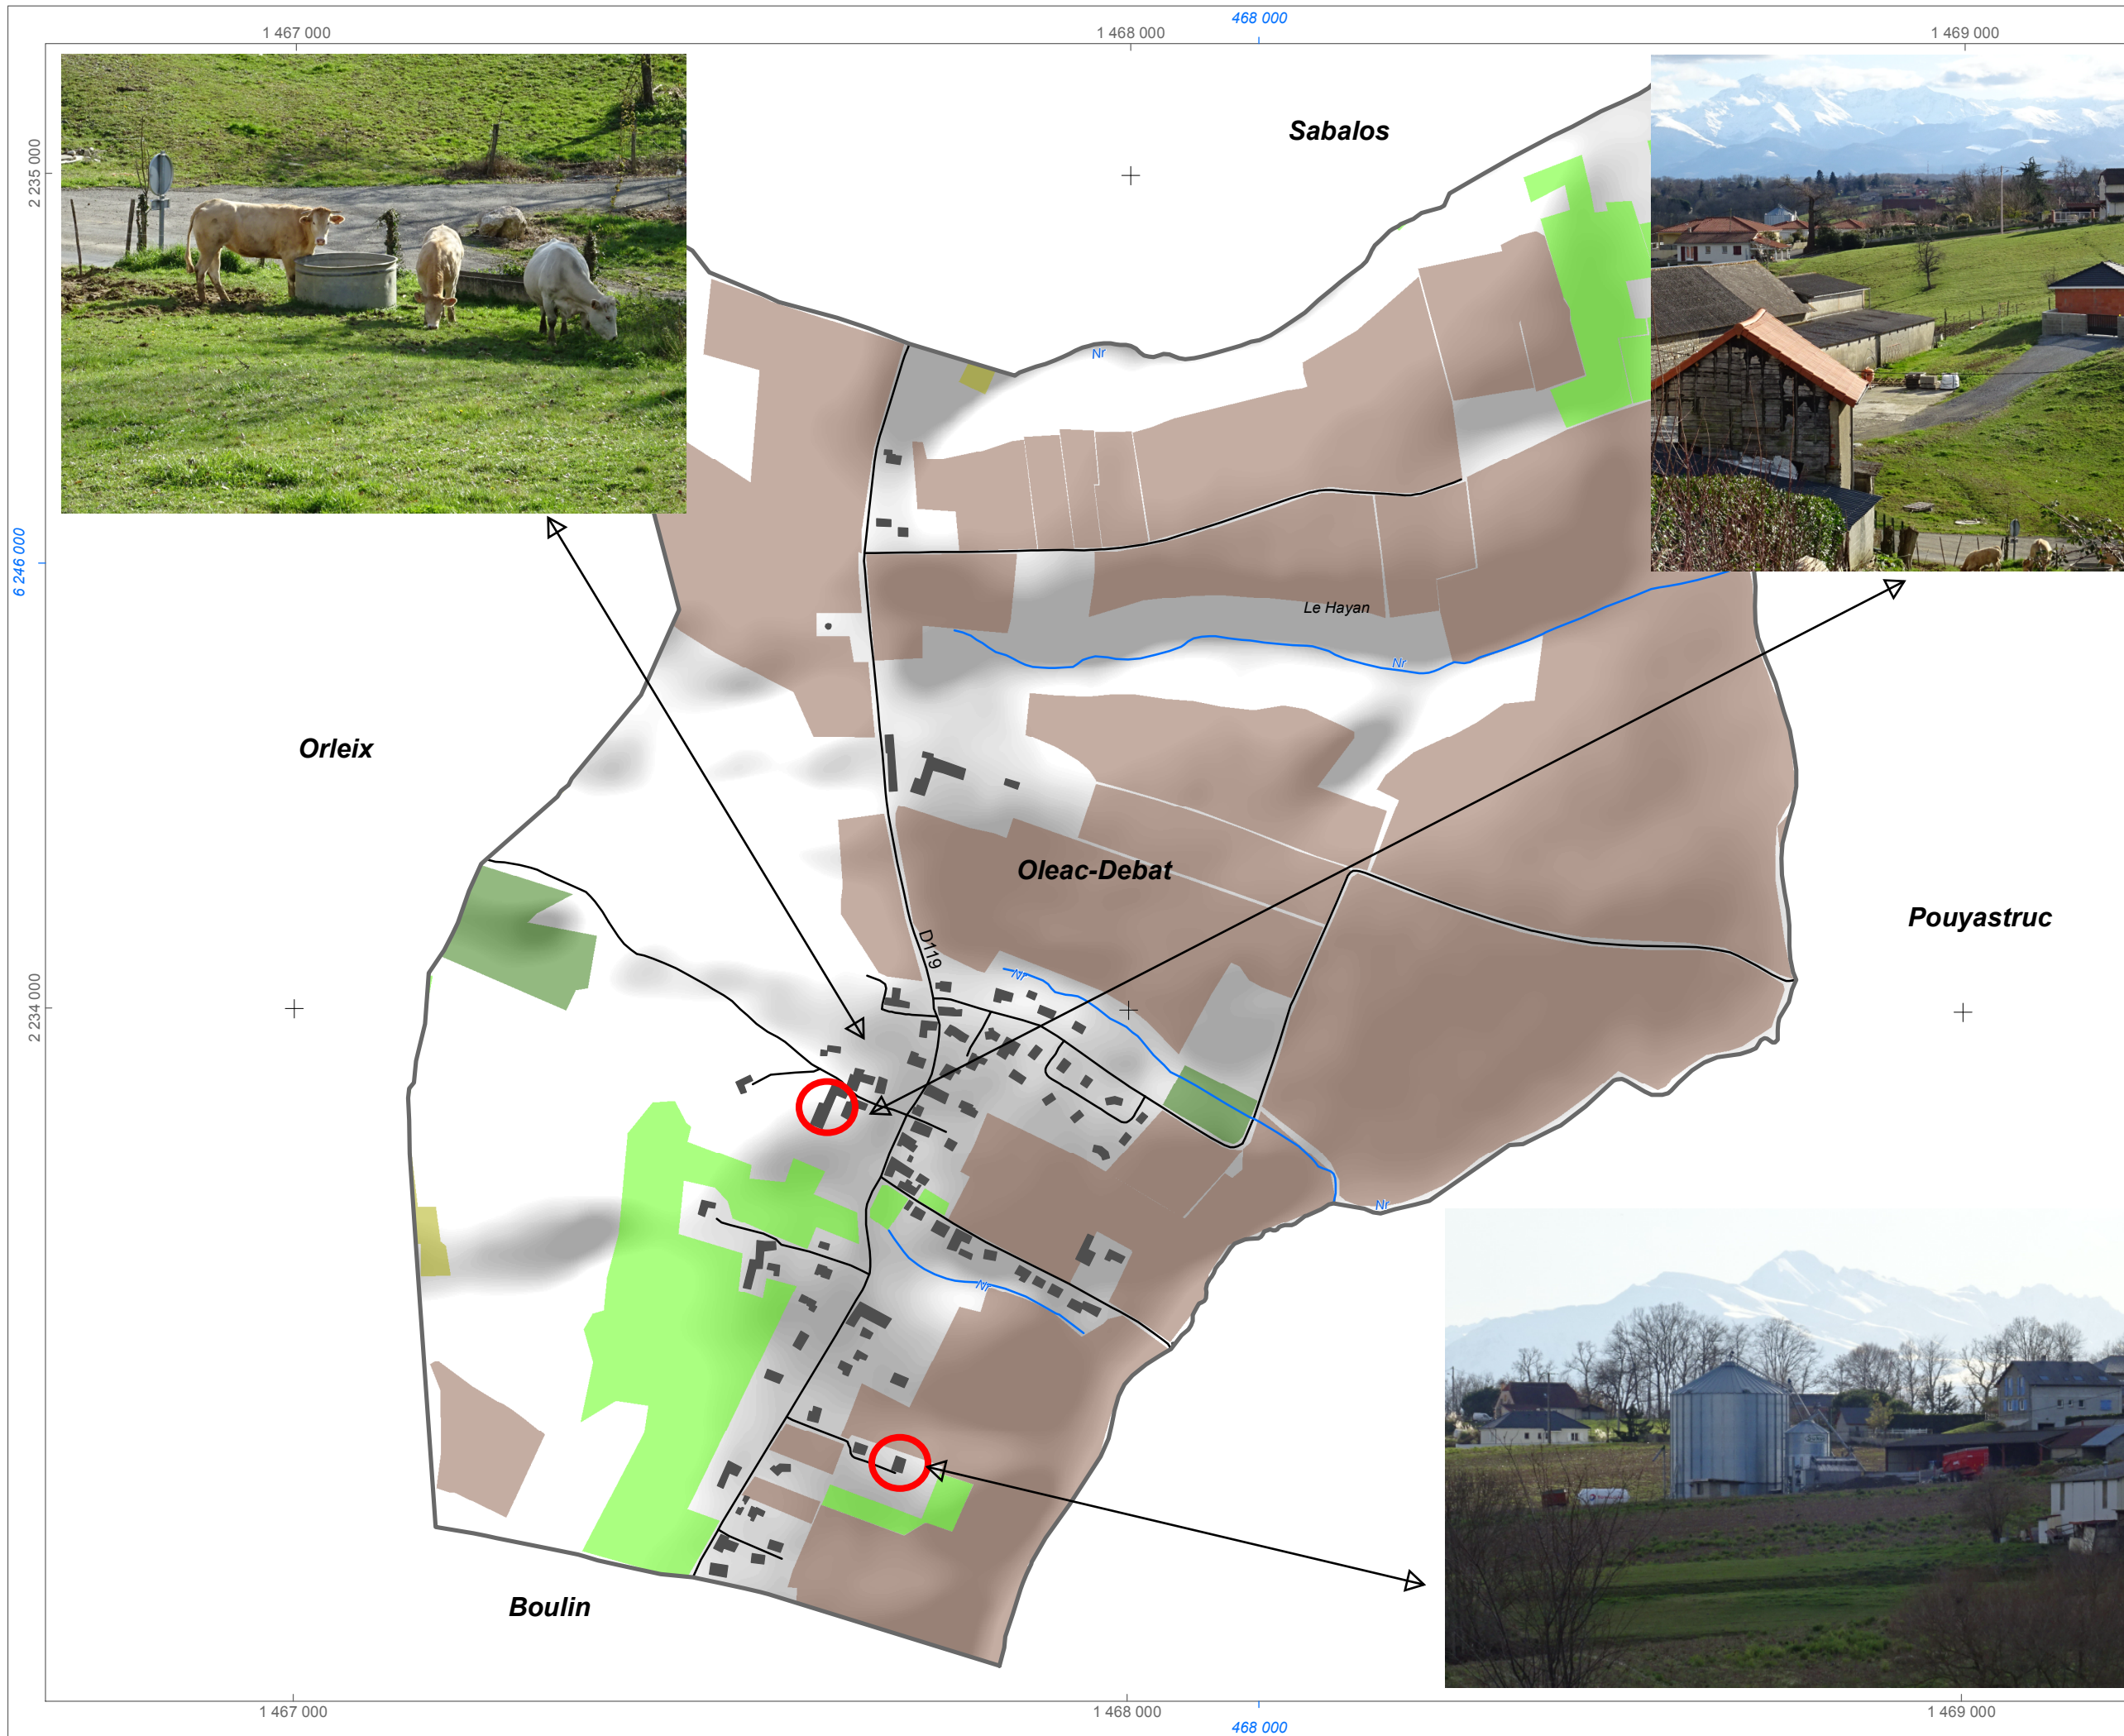 468 000
1 467 000
1 468 000
1 469 000
Sabalos
2 235 000
Nr
6 246 000
Le Hayan
Nr
Orleix
Oleac-Debat
Pouyastruc
D119
Nr
2 234 000
Nr
Nr
Boulin
1 467 000
1 468 000
1 469 000
468 000